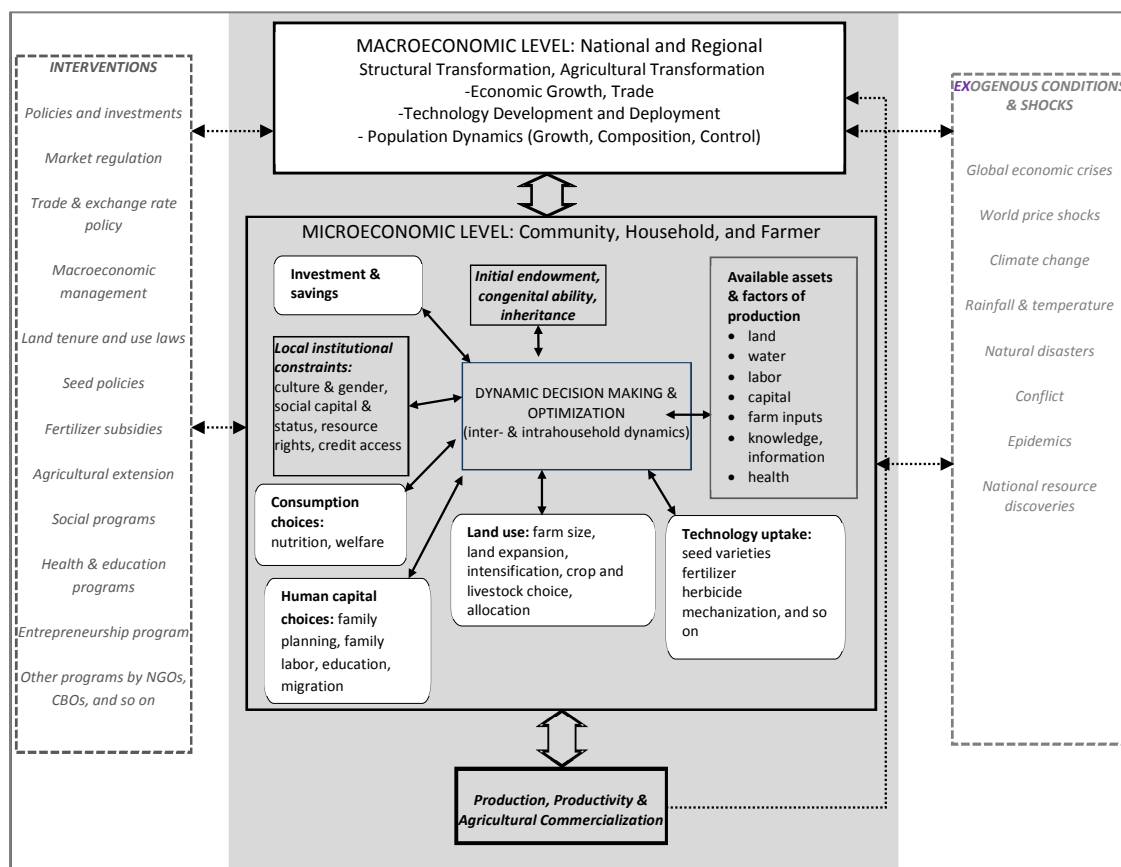 MACROECONOMIC LEVEL: National and Regional
Structural Transformation, Agricultural Transformation
-Economic Growth, Trade
-Technology Development and Deployment
- Population Dynamics (Growth, Composition, Control)
INTERVENTIONS
Policies and investments
Market regulation
Trade & exchange rate
policy
Macroeconomic
management
Land tenure and use laws
Seed policies
Fertilizer subsidies
Agricultural extension
Social programs
Health & education
programs
Entrepreneurship program
Other programs by NGOs,
CBOs, and so on
MICROECONOMIC LEVEL: Community, Household, and Farmer
Investment &
savings
Initial endowment,
congenital ability,
inheritance
Available assets
& factors of
production
• land
• water
• labor
• capital
• farm inputs
• knowledge,
information
• health
Local institutional
constraints:
culture & gender,
social capital &
status, resource
rights, credit access
DYNAMIC DECISION MAKING &
OPTIMIZATION
(inter- & intrahousehold dynamics)
Consumption
choices:
nutrition, welfare
Human capital
choices: family
planning, family
labor, education,
migration
Land use: farm size,
land expansion,
intensification, crop and
livestock choice,
allocation
Technology uptake:
seed varieties
fertilizer
herbicide
mechanization, and so
on
Production, Productivity &
Agricultural Commercialization
EXOGENOUS CONDITIONS
& SHOCKS
Global economic crises
World price shocks
Climate change
Rainfall & temperature
Natural disasters
Conflict
Epidemics
National resource
discoveries